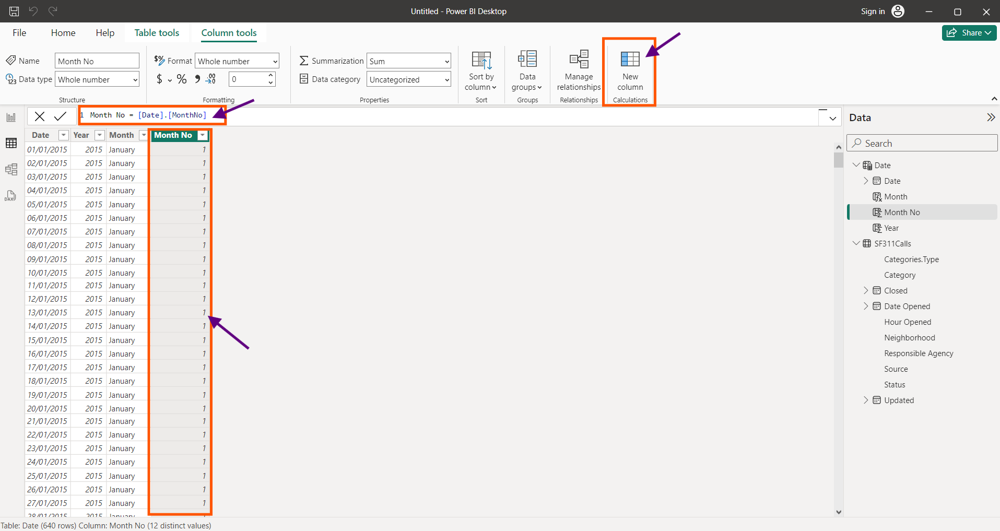 Untitled - Power BI Desktop
Sign in
File Home Help Table tools Column tools
Share
Name Month No
Data type Whole number
Structure
Format Whole number
$ % 0
Formatting
Summarization Sum
Data category Uncategorized
Properties
Sort by column
Sort
Data groups
Groups
Manage relationships
Relationships
New column
Calculations
1 Month No = [Date].[MonthNo]
Date Year Month Month No
01/01/2015 2015 January 1
02/01/2015 2015 January 1
03/01/2015 2015 January 1
04/01/2015 2015 January 1
05/01/2015 2015 January 1
06/01/2015 2015 January 1
07/01/2015 2015 January 1
08/01/2015 2015 January 1
09/01/2015 2015 January 1
10/01/2015 2015 January 1
11/01/2015 2015 January 1
12/01/2015 2015 January 1
13/01/2015 2015 January 1
14/01/2015 2015 January 1
15/01/2015 2015 January 1
16/01/2015 2015 January 1
17/01/2015 2015 January 1
18/01/2015 2015 January 1
19/01/2015 2015 January 1
20/01/2015 2015 January 1
21/01/2015 2015 January 1
22/01/2015 2015 January 1
23/01/2015 2015 January 1
24/01/2015 2015 January 1
25/01/2015 2015 January 1
26/01/2015 2015 January 1
27/01/2015 2015 January 1
28/01/2015 2015 January 1
DAX
Data
Search
Date
Date
Month
Month No
Year
SF311Calls
Categories.Type
Category
Closed
Date Opened
Hour Opened
Neighborhood
Responsible Agency
Source
Status
Updated
Table: Date (640 rows) Column: Month No (12 distinct values)